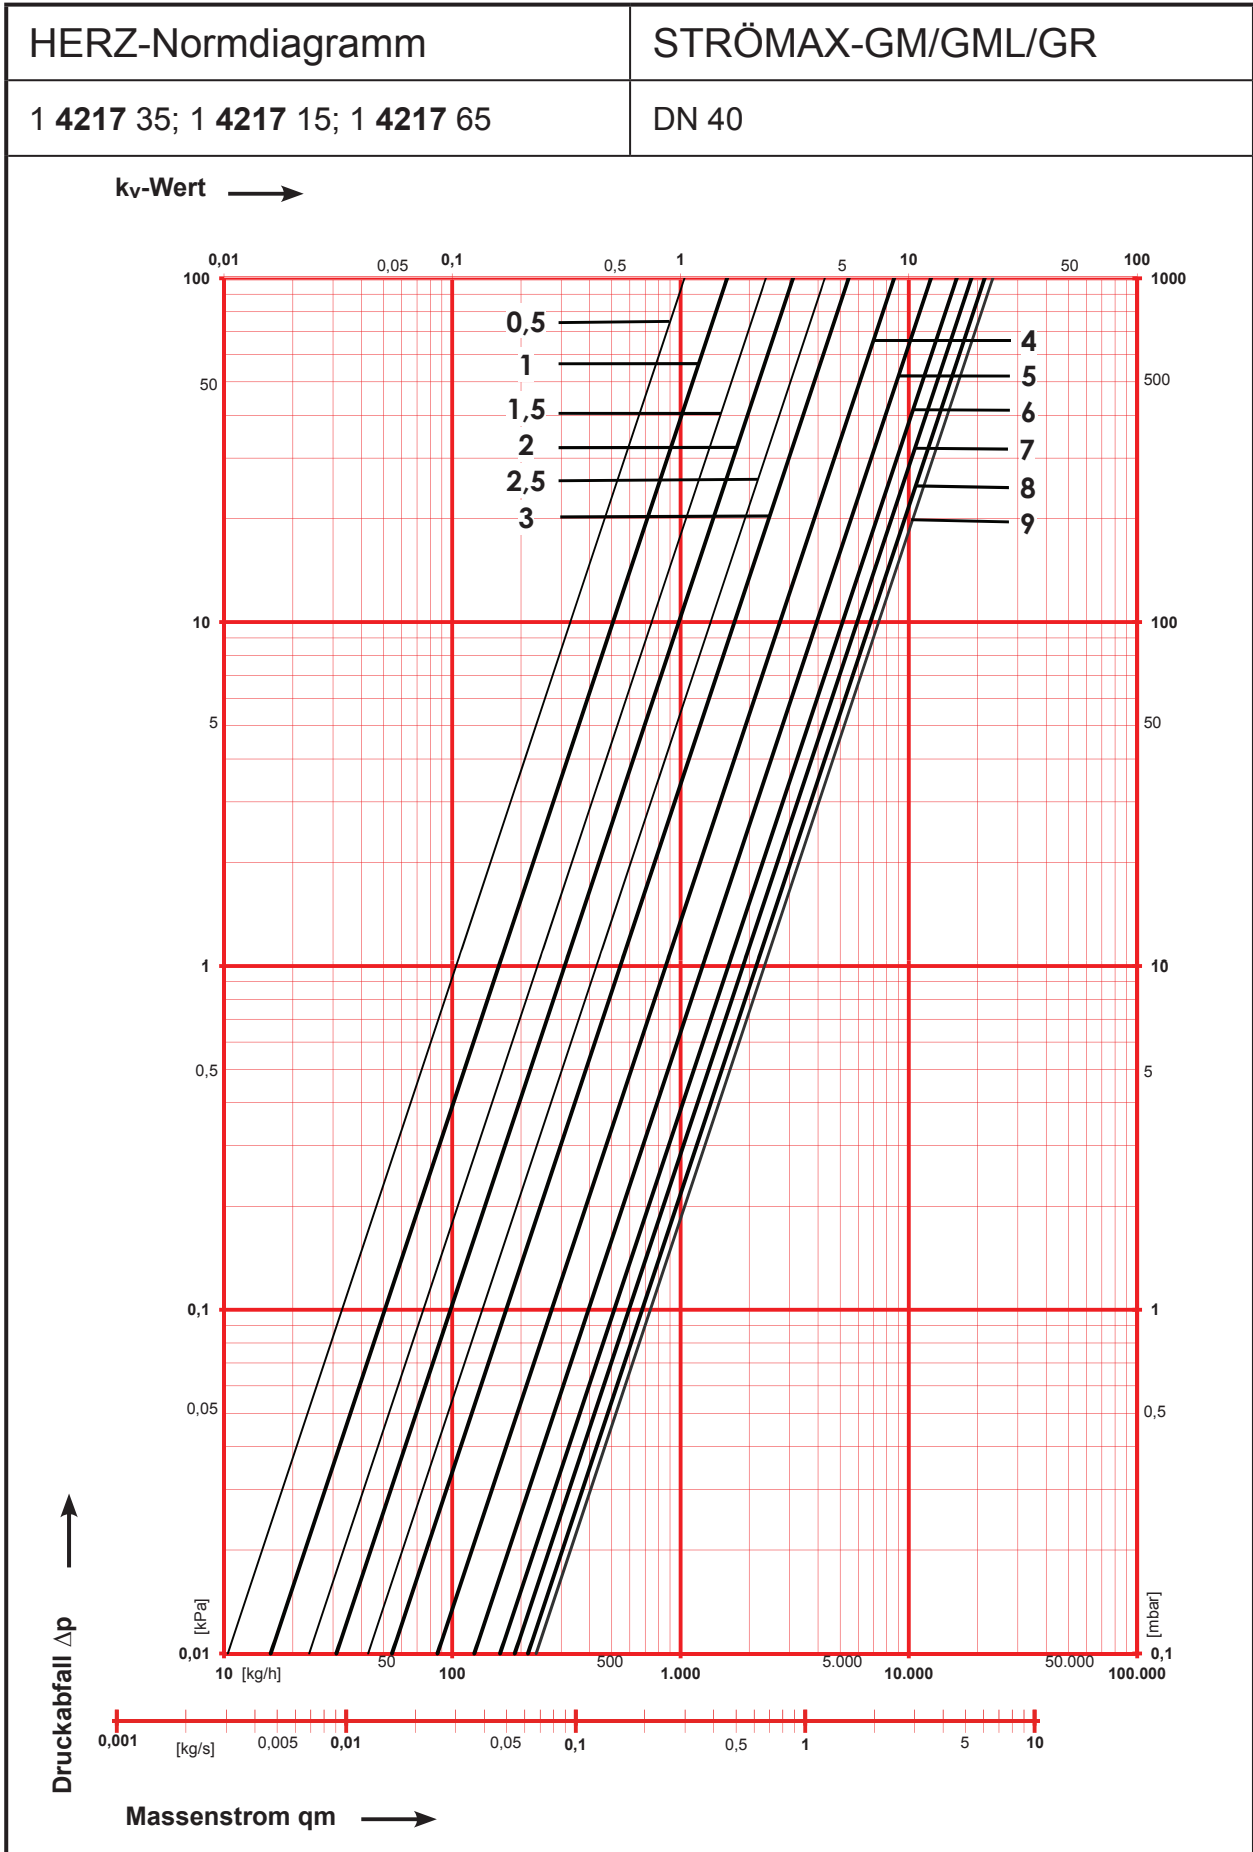 HERZ-Normdiagramm
STRÖMAX-GM/GML/GR
1 4217 35; 1 4217 15; 1 4217 65
DN 40
kv-Wert
0,01 0,05 0,1 0,5 1 5 10 50 100
100 1000
0,5
4
1
5
50 500
1,5
6
2
7
2,5
8
3
9
10 100
5 50
1 10
0,5 5
0,1 1
0,05 0,5
[kPa] [mbar]
0,01 0,1
10 [kg/h] 50 100 500 1.000 5.000 10.000 50.000 100.000
Druckabfall Δp
0,001 [kg/s] 0,005 0,01 0,05 0,1 0,5 1 5 10
Massenstrom qm